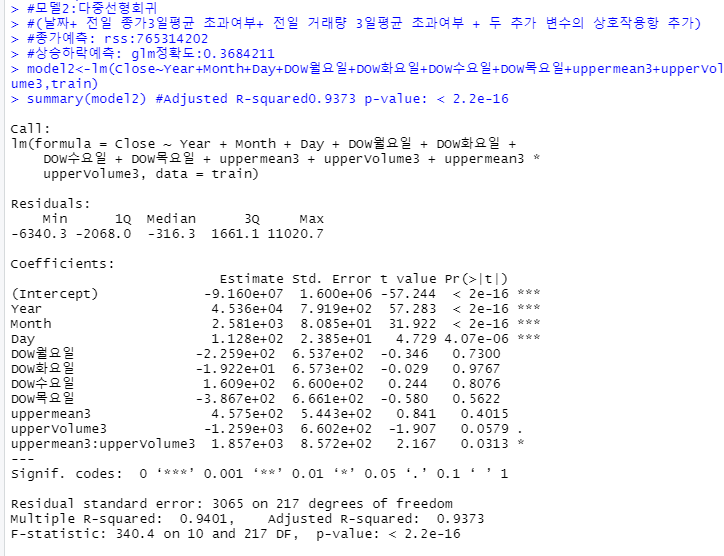 > #모델2:다중선형회귀
> #(날짜+ 전일 종가3일평균 초과여부+ 전일 거래량 3일평균 초과여부 + 두 추가 변수의 상호작용항 추가)
> #종가예측: rss:765314202
> #상승하락예측: glm정확도:0.3684211
> model2<-lm(Close~Year+Month+Day+DOW월요일+DOW화요일+DOW수요일+DOW목요일+uppermean3+upperVol
ume3,train)
> summary(model2) #Adjusted R-squared0.9373 p-value: < 2.2e-16
Call:
lm(formula = Close ~ Year + Month + Day + DOW월요일 + DOW화요일 +
DOW수요일 + DOW목요일 + uppermean3 + upperVolume3 + uppermean3 *
upperVolume3, data = train)
Residuals:
Min 1Q Median 3Q Max
-6340.3 -2068.0 -316.3 1661.1 11020.7
Coefficients:
Estimate Std. Error t value Pr(>|t|)
(Intercept) -9.160e+07 1.600e+06 -57.244 < 2e-16 ***
Year 4.536e+04 7.919e+02 57.283 < 2e-16 ***
Month 2.581e+03 8.085e+01 31.922 < 2e-16 ***
Day 1.128e+02 2.385e+01 4.729 4.07e-06 ***
DOW월요일 -2.259e+02 6.537e+02 -0.346 0.7300
DOW화요일 -1.922e+01 6.573e+02 -0.029 0.9767
DOW수요일 1.609e+02 6.600e+02 0.244 0.8076
DOW목요일 -3.867e+02 6.661e+02 -0.580 0.5622
uppermean3 4.575e+02 5.443e+02 0.841 0.4015
upperVolume3 -1.259e+03 6.602e+02 -1.907 0.0579 .
uppermean3:upperVolume3 1.857e+03 8.572e+02 2.167 0.0313 *
---
Signif. codes: 0 ‘***’ 0.001 ‘**’ 0.01 ‘*’ 0.05 ‘.’ 0.1 ‘ ’ 1
Residual standard error: 3065 on 217 degrees of freedom
Multiple R-squared: 0.9401, Adjusted R-squared: 0.9373
F-statistic: 340.4 on 10 and 217 DF, p-value: < 2.2e-16